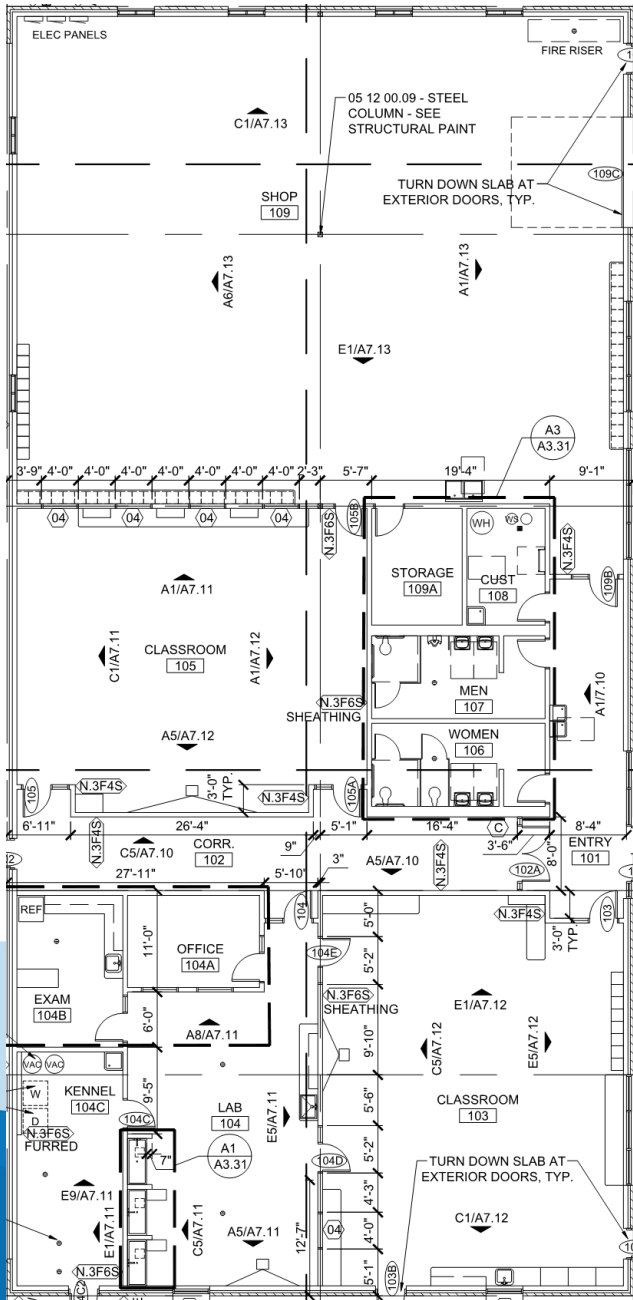 ELEC PANELS
FIRE RISER
05 12 00.09 - STEEL
COLUMN - SEE
STRUCTURAL PAINT
C1/A7.13
109C
SHOP
109
TURN DOWN SLAB AT
EXTERIOR DOORS, TYP.
A6/A7.13
A1/A7.13
E1/A7.13
A3
A3.31
3'-9"
4'-0"
4'-0"
4'-0"
4'-0"
4'-0"
4'-0"
4'-0"
2'-3"
5'-7"
19'-4"
9'-1"
04
04
04
04
105B
N.3F6S
WH
WS
N.3F4S
STORAGE
109A
CUST
108
109B
A1/A7.11
C1/A7.11
CLASSROOM
105
A1/A7.12
A5/A7.12
N.3F6S
SHEATHING
MEN
107
A1/7.10
WOMEN
106
105
N.3F4S
3'-0"
TYP.
N.3F4S
105A
6'-11"
26'-4"
5'-1"
16'-4"
C
3'-6"
8'-4"
N.3F4S
C5/A7.10
CORR.
102
9"
A5/A7.10
N.3F4S
102A
8'-0"
ENTRY
101
27'-11"
5'-10"
3"
REF
OFFICE
104A
11'-0"
104
5'-0"
N.3F4S
103
3'-0"
TYP.
104E
5'-2"
EXAM
104B
6'-0"
A8/A7.11
N.3F6S
SHEATHING
9'-10"
E1/A7.12
C5/A7.12
E5/A7.12
VAC
VAC
W
D
KENNEL
104C
9'-5"
104C
LAB
104
E5/A7.11
5'-6"
CLASSROOM
103
N.3F6S
FURRED
A1
A3.31
7"
104D
5'-2"
TURN DOWN SLAB AT
EXTERIOR DOORS, TYP.
E9/A7.11
E1/A7.11
C5/A7.11
A5/A7.11
12'-7"
4'-3"
04
4'-0"
C1/A7.12
N.3F6S
5'-1"
103B